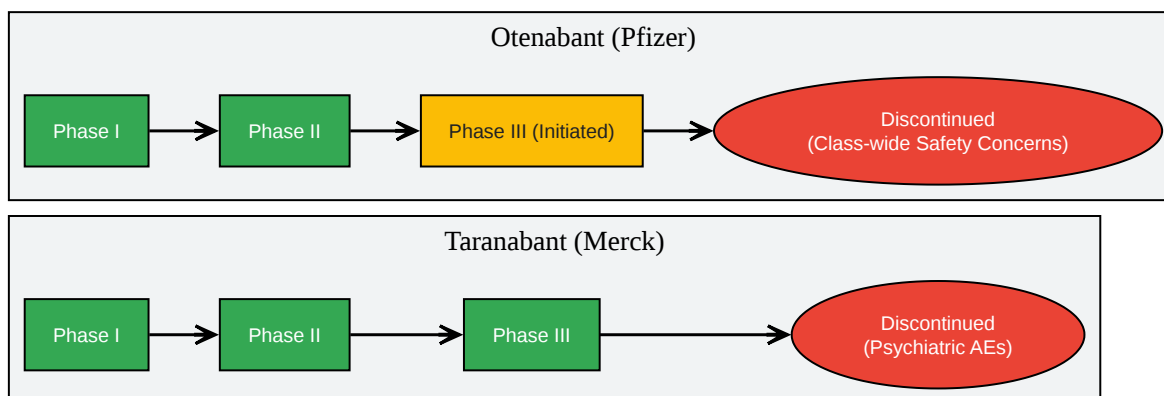 Otenabant (Pfizer)
Phase I
Phase II
Phase III (Initiated)
Discontinued
(Class-wide Safety Concerns)
Taranabant (Merck)
Phase I
Phase II
Phase III
Discontinued
(Psychiatric AEs)